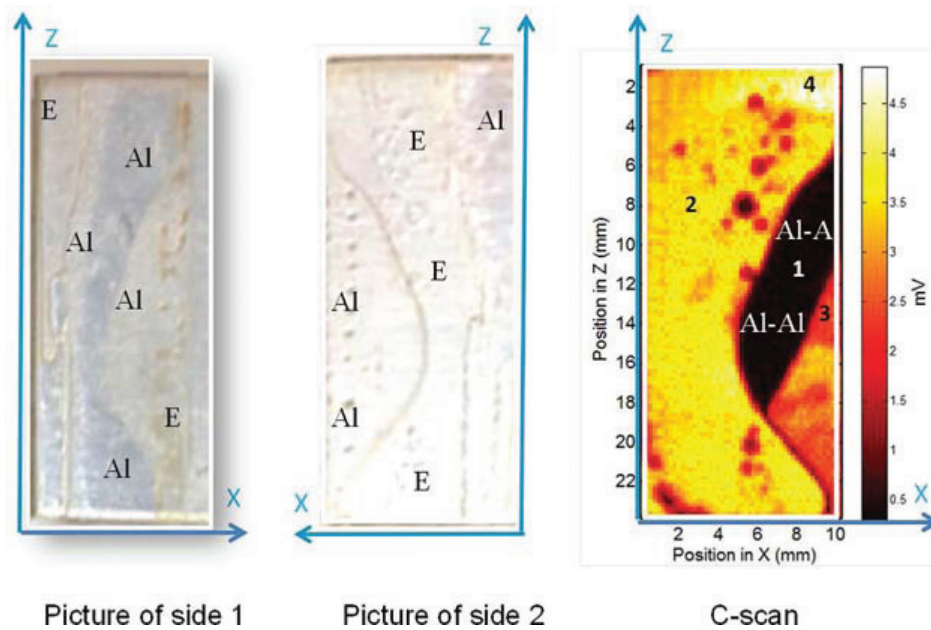 Z
E
Al
Al
Al
E
Al
X
Picture of side 1
Z
E
Al
E
Al
Al
E
X
Picture of side 2
Z
Position in Z (mm)
2
4
6
8
10
12
14
16
18
20
22
4
2
Al-A
1
Al-Al
3
X
2 4 6 8 10
Position in X (mm)
4.5
4
3.5
3
2.5
2
1.5
1
0.5
mV
C-scan